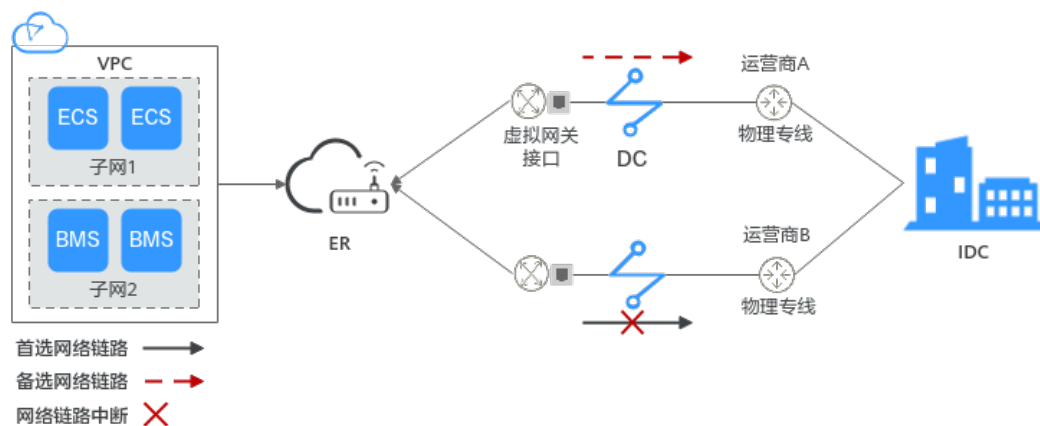 VPC
ECS
ECS
子网1
BMS
BMS
子网2
ER
虚拟网关
接口
DC
运营商A
物理专线
运营商B
物理专线
IDC
首选网络链路
备选网络链路
网络链路中断